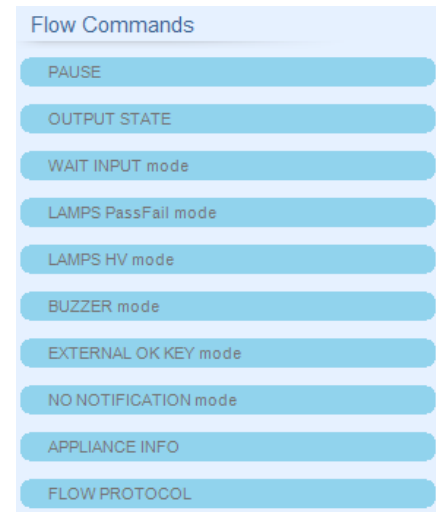 Flow Commands
PAUSE
OUTPUT STATE
WAIT INPUT mode
LAMPS PassFail mode
LAMPS HV mode
BUZZER mode
EXTERNAL OK KEY mode
NO NOTIFICATION mode
APPLIANCE INFO
FLOW PROTOCOL